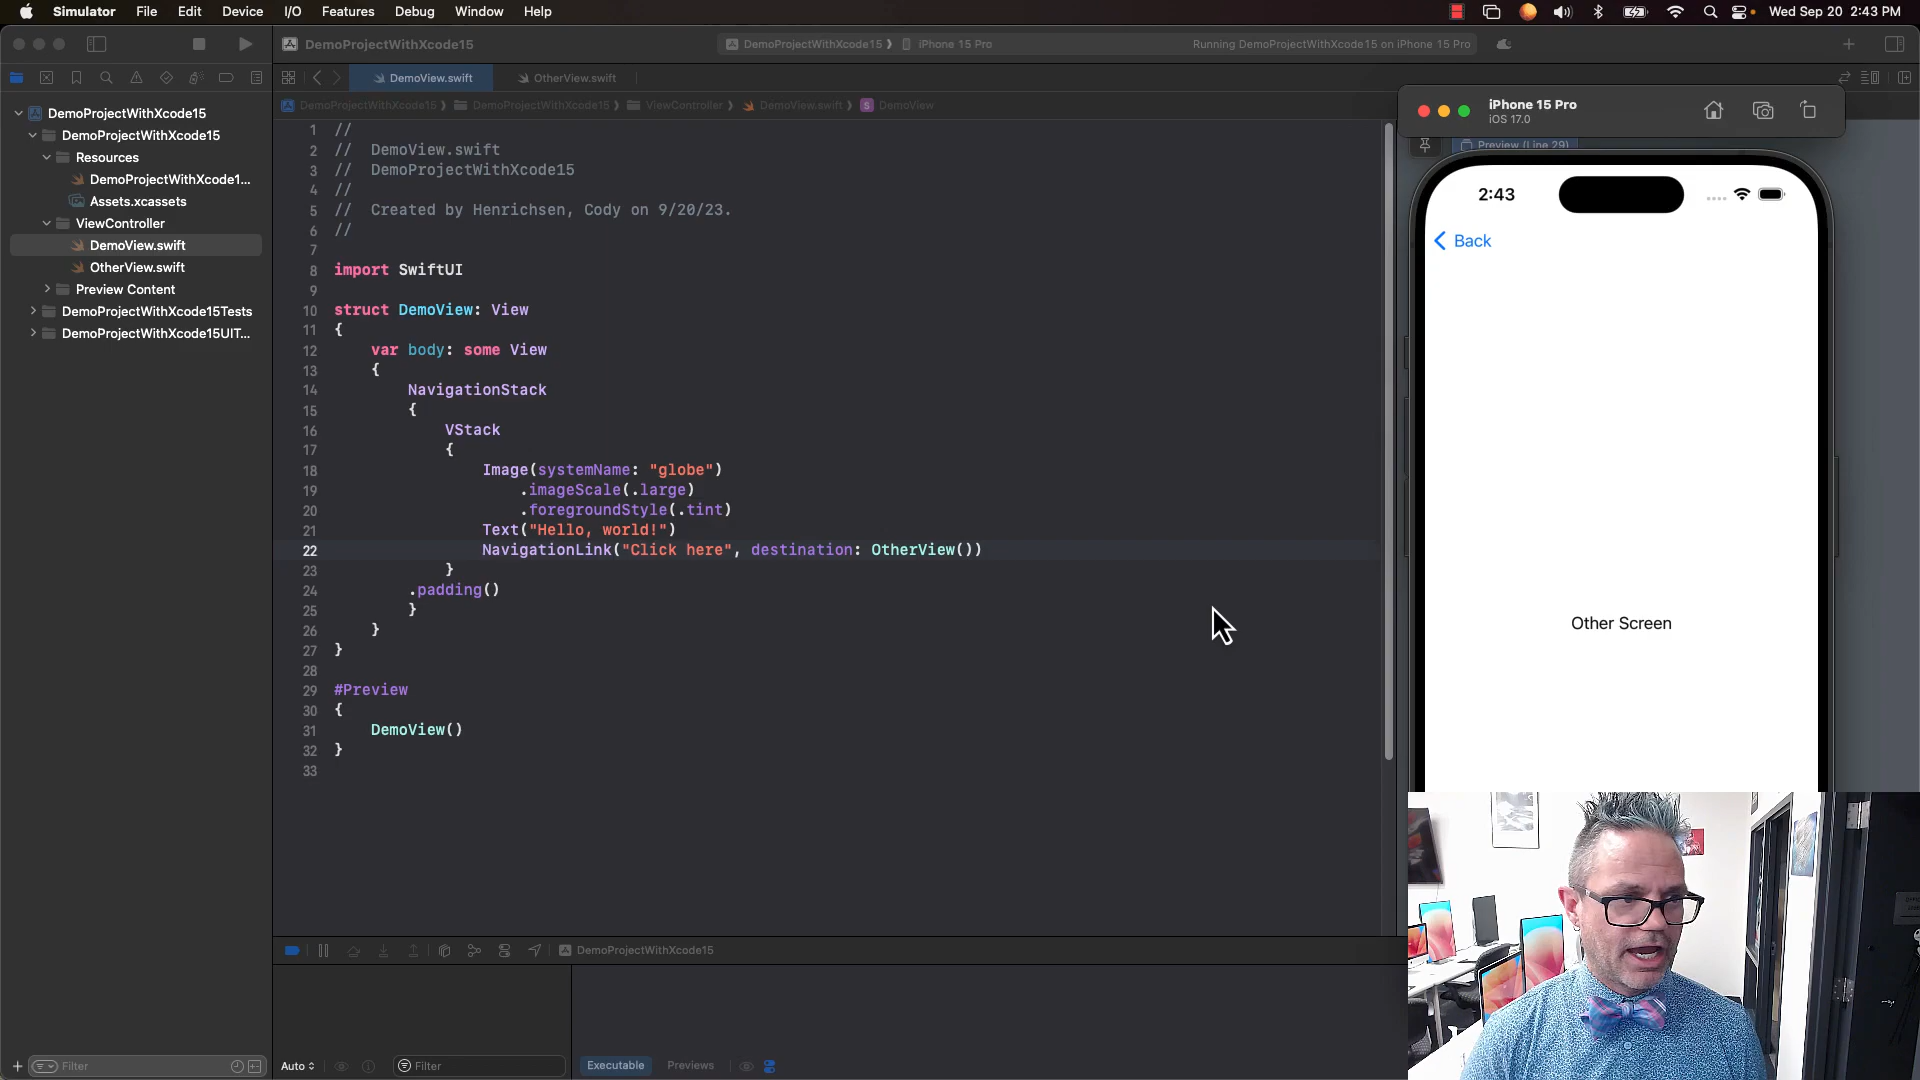 Simulator File Edit Device I/O Features Debug Window Help
Wed Sep 20 2:43 PM
DemoProjectWithXcode15
DemoProjectWithXcode15 iPhone 15 Pro
Running DemoProjectWithXcode15 on iPhone 15 Pro
DemoView.swift
OtherView.swift
DemoProjectWithXcode15 DemoProjectWithXcode15 ViewController DemoView.swift S DemoView
DemoProjectWithXcode15
DemoProjectWithXcode15
Resources
DemoProjectWithXcode1...
Assets.xcassets
ViewController
DemoView.swift
OtherView.swift
Preview Content
DemoProjectWithXcode15Tests
DemoProjectWithXcode15UIT...
1 //
2 // DemoView.swift
3 // DemoProjectWithXcode15
4 //
5 // Created by Henrichsen, Cody on 9/20/23.
6 //
7
8 import SwiftUI
9
10 struct DemoView: View
11 {
12 var body: some View
13 {
14 NavigationStack
15 {
16 VStack
17 {
18 Image(systemName: "globe")
19 .imageScale(.large)
20 .foregroundStyle(.tint)
21 Text("Hello, world!")
22 NavigationLink("Click here", destination: OtherView())
23 }
24 .padding()
25 }
26 }
27 }
28
29 #Preview
30 {
31 DemoView()
32 }
33
iPhone 15 Pro
iOS 17.0
Preview (Line 29)
2:43
Back
Other Screen
DemoProjectWithXcode15
Filter
Auto
Filter
Executable
Previews